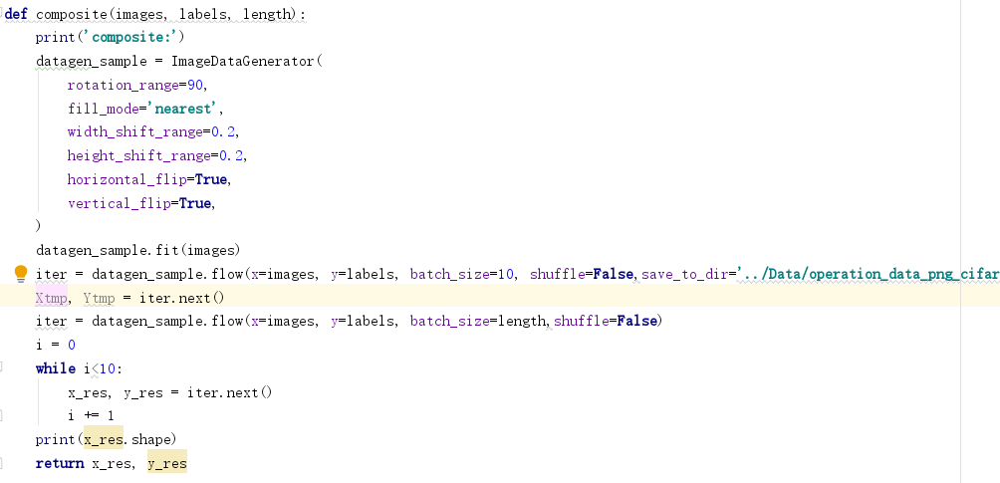 def composite(images, labels, length):
    print('composite:')
    datagen_sample = ImageDataGenerator(
        rotation_range=90,
        fill_mode='nearest',
        width_shift_range=0.2,
        height_shift_range=0.2,
        horizontal_flip=True,
        vertical_flip=True,
    )
    datagen_sample.fit(images)
    iter = datagen_sample.flow(x=images, y=labels, batch_size=10, shuffle=False,save_to_dir='../Data/operation_data_png_cifar
    Xtmp, Ytmp = iter.next()
    iter = datagen_sample.flow(x=images, y=labels, batch_size=length,shuffle=False)
    i = 0
    while i<10:
        x_res, y_res = iter.next()
        i += 1
    print(x_res.shape)
    return x_res, y_res